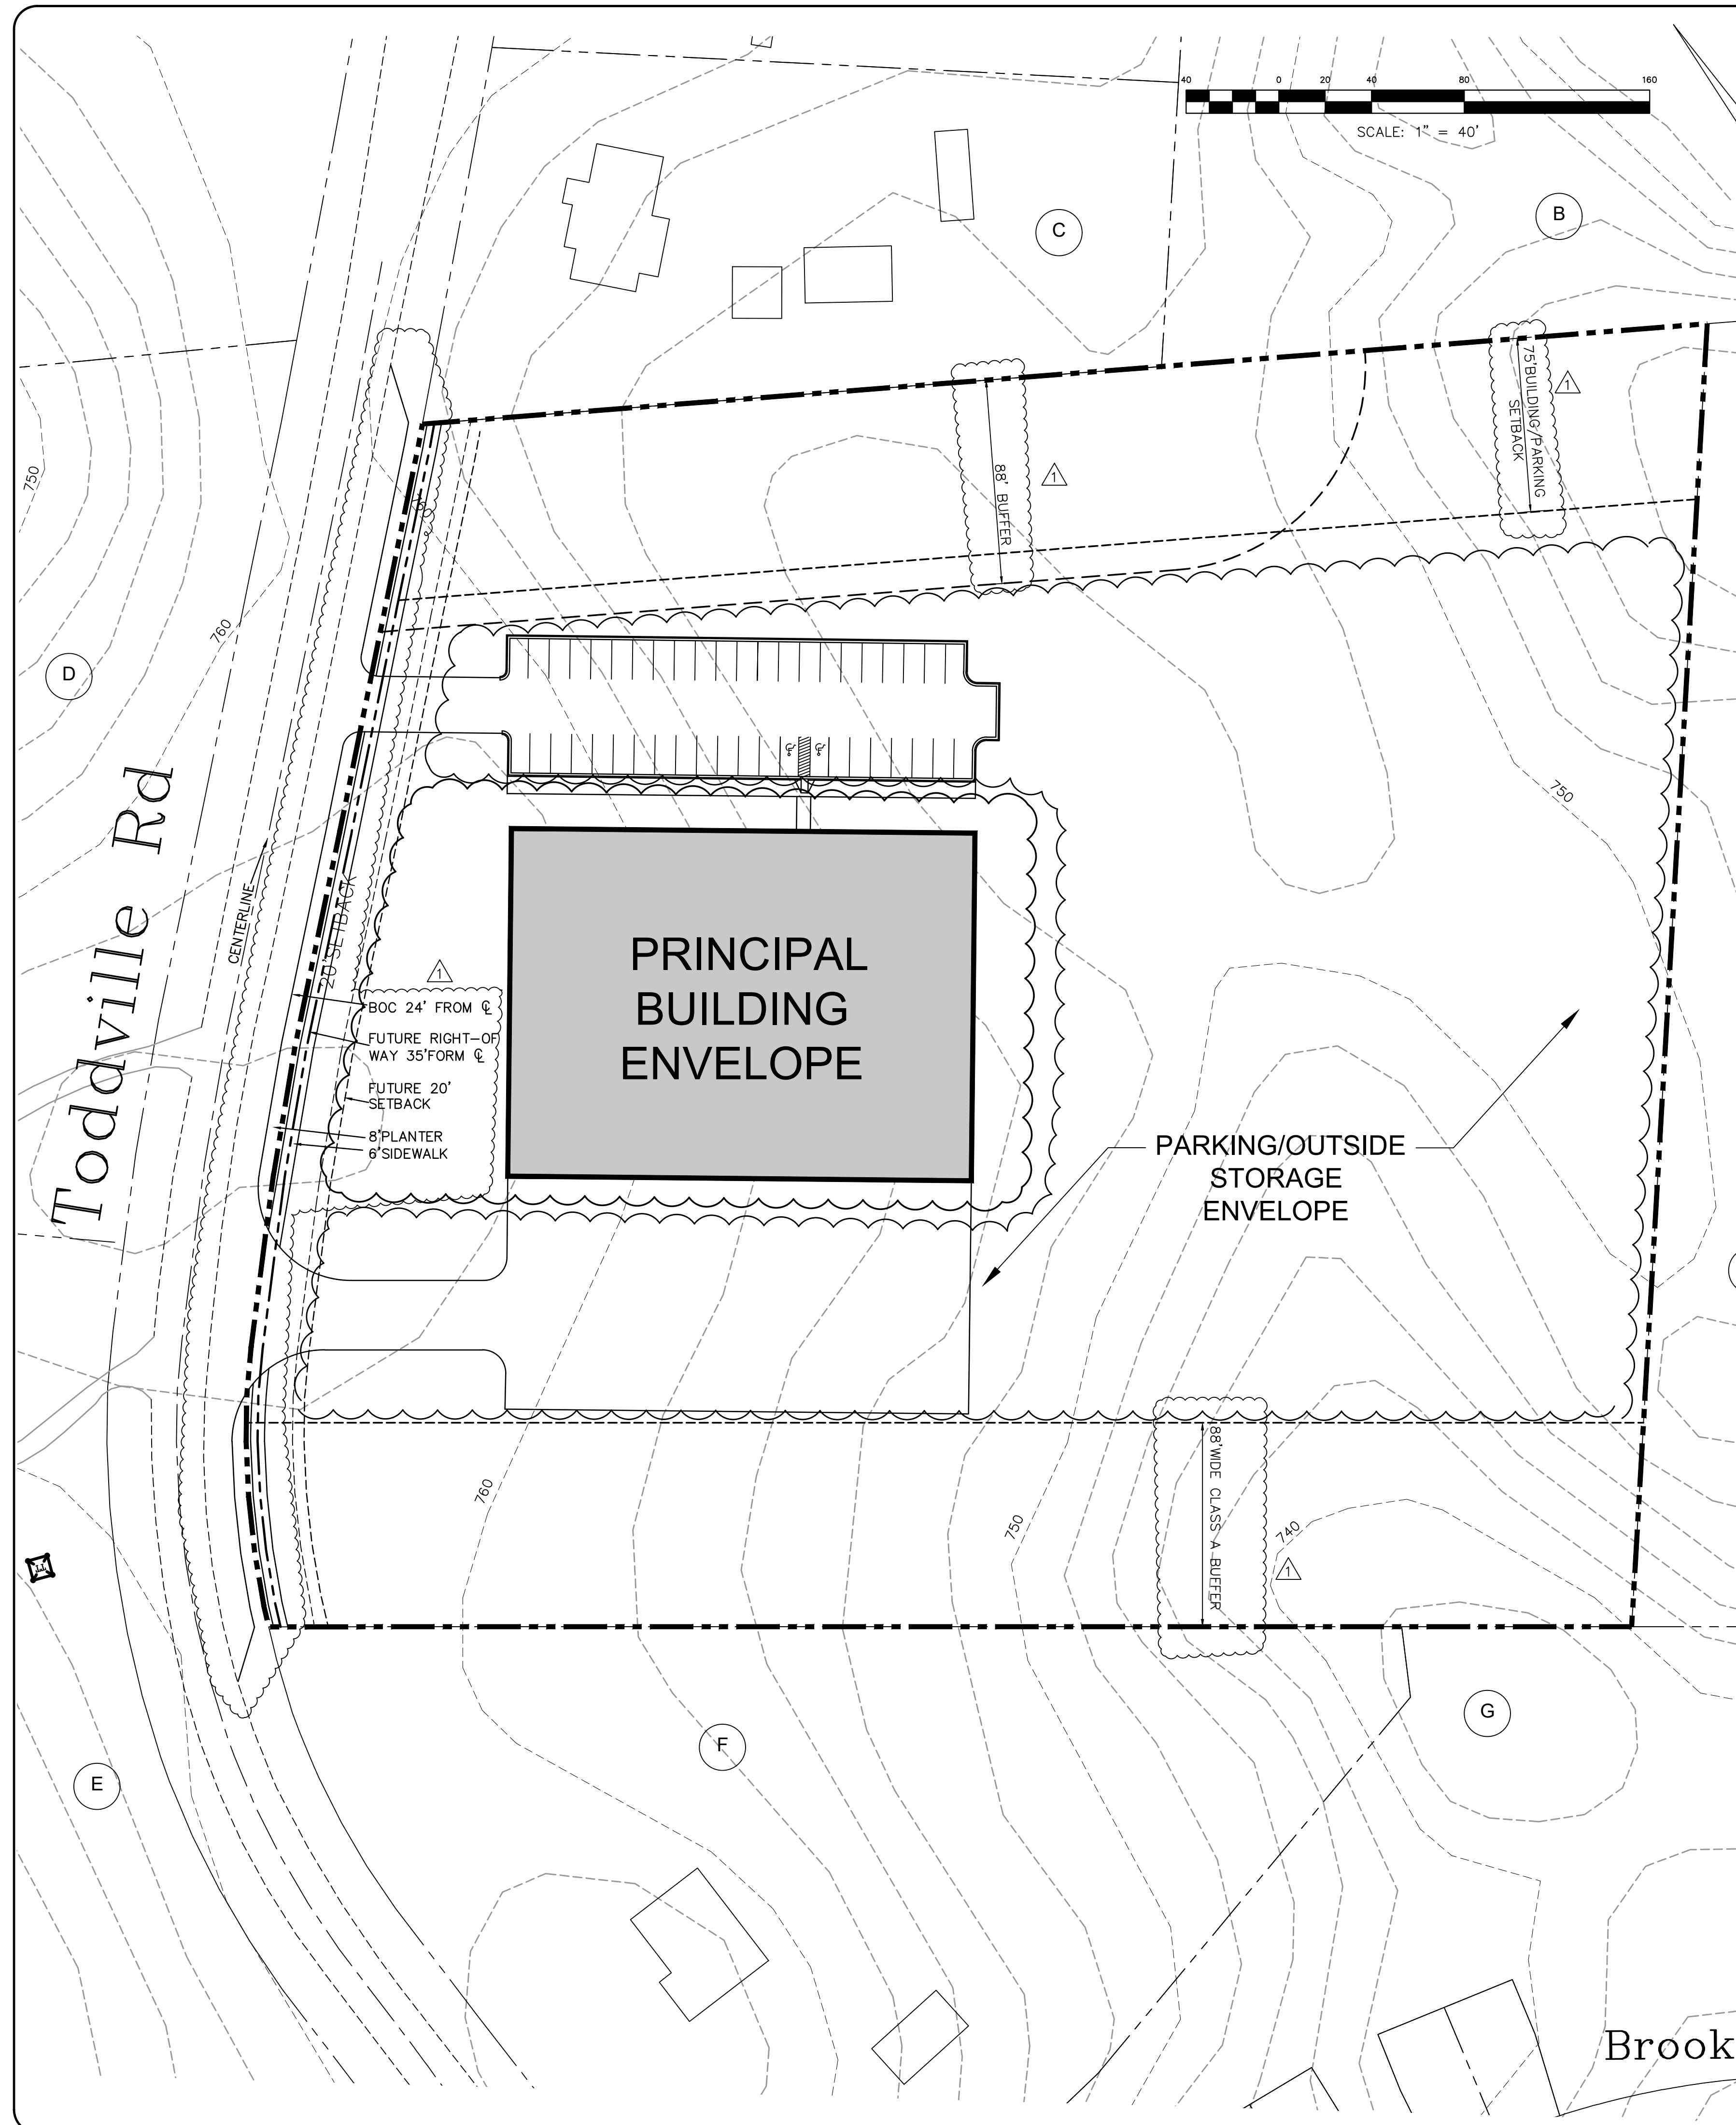 40 0 20 40 80 160
SCALE: 1" = 40'
C
B
75'BUILDING/PARKING
SETBACK
1
88' BUFFER
1
750
760
D
760
750
Toddville Rd
CENTERLINE
20' SETBACK
1
BOC 24' FROM ℄
FUTURE RIGHT-OF
WAY 35'FORM ℄
FUTURE 20'
SETBACK
8'PLANTER
6'SIDEWALK
PRINCIPAL
BUILDING
ENVELOPE
PARKING/OUTSIDE
STORAGE
ENVELOPE
88'WIDE CLASS A BUFFER
1
760
750
740
E
F
G
Brook